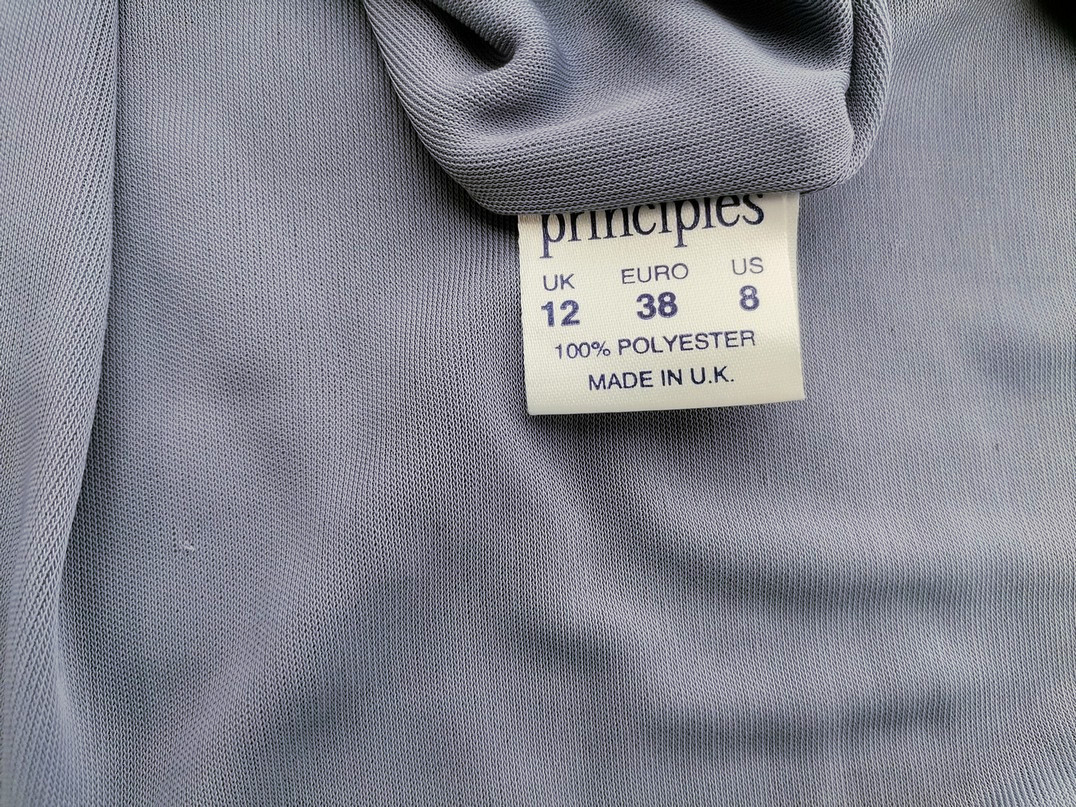 principles
UK EURO US
12 38 8
100% POLYESTER
MADE IN U.K.